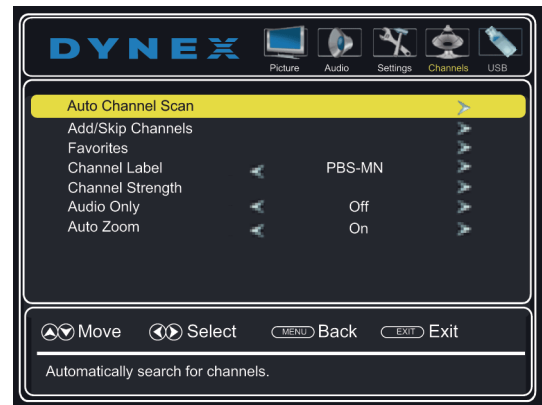 DYNEX
Picture Audio Settings Channels USB
Auto Channel Scan
Add/Skip Channels
Favorites
Channel Label PBS-MN
Channel Strength
Audio Only Off
Auto Zoom On
Move Select MENU Back EXIT Exit
Automatically search for channels.